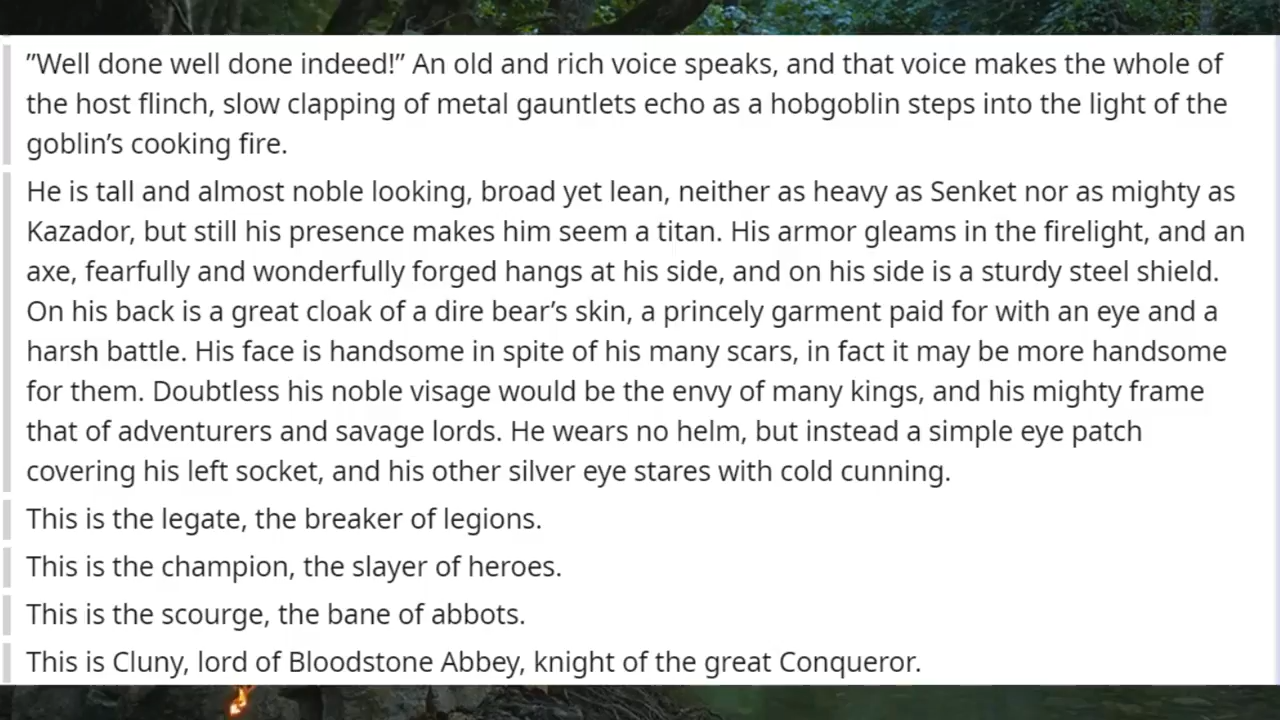 ”Well done well done indeed!” An old and rich voice speaks, and that voice makes the whole of
the host flinch, slow clapping of metal gauntlets echo as a hobgoblin steps into the light of the
goblin’s cooking fire.
He is tall and almost noble looking, broad yet lean, neither as heavy as Senket nor as mighty as
Kazador, but still his presence makes him seem a titan. His armor gleams in the firelight, and an
axe, fearfully and wonderfully forged hangs at his side, and on his side is a sturdy steel shield.
On his back is a great cloak of a dire bear’s skin, a princely garment paid for with an eye and a
harsh battle. His face is handsome in spite of his many scars, in fact it may be more handsome
for them. Doubtless his noble visage would be the envy of many kings, and his mighty frame
that of adventurers and savage lords. He wears no helm, but instead a simple eye patch
covering his left socket, and his other silver eye stares with cold cunning.
This is the legate, the breaker of legions.
This is the champion, the slayer of heroes.
This is the scourge, the bane of abbots.
This is Cluny, lord of Bloodstone Abbey, knight of the great Conqueror.